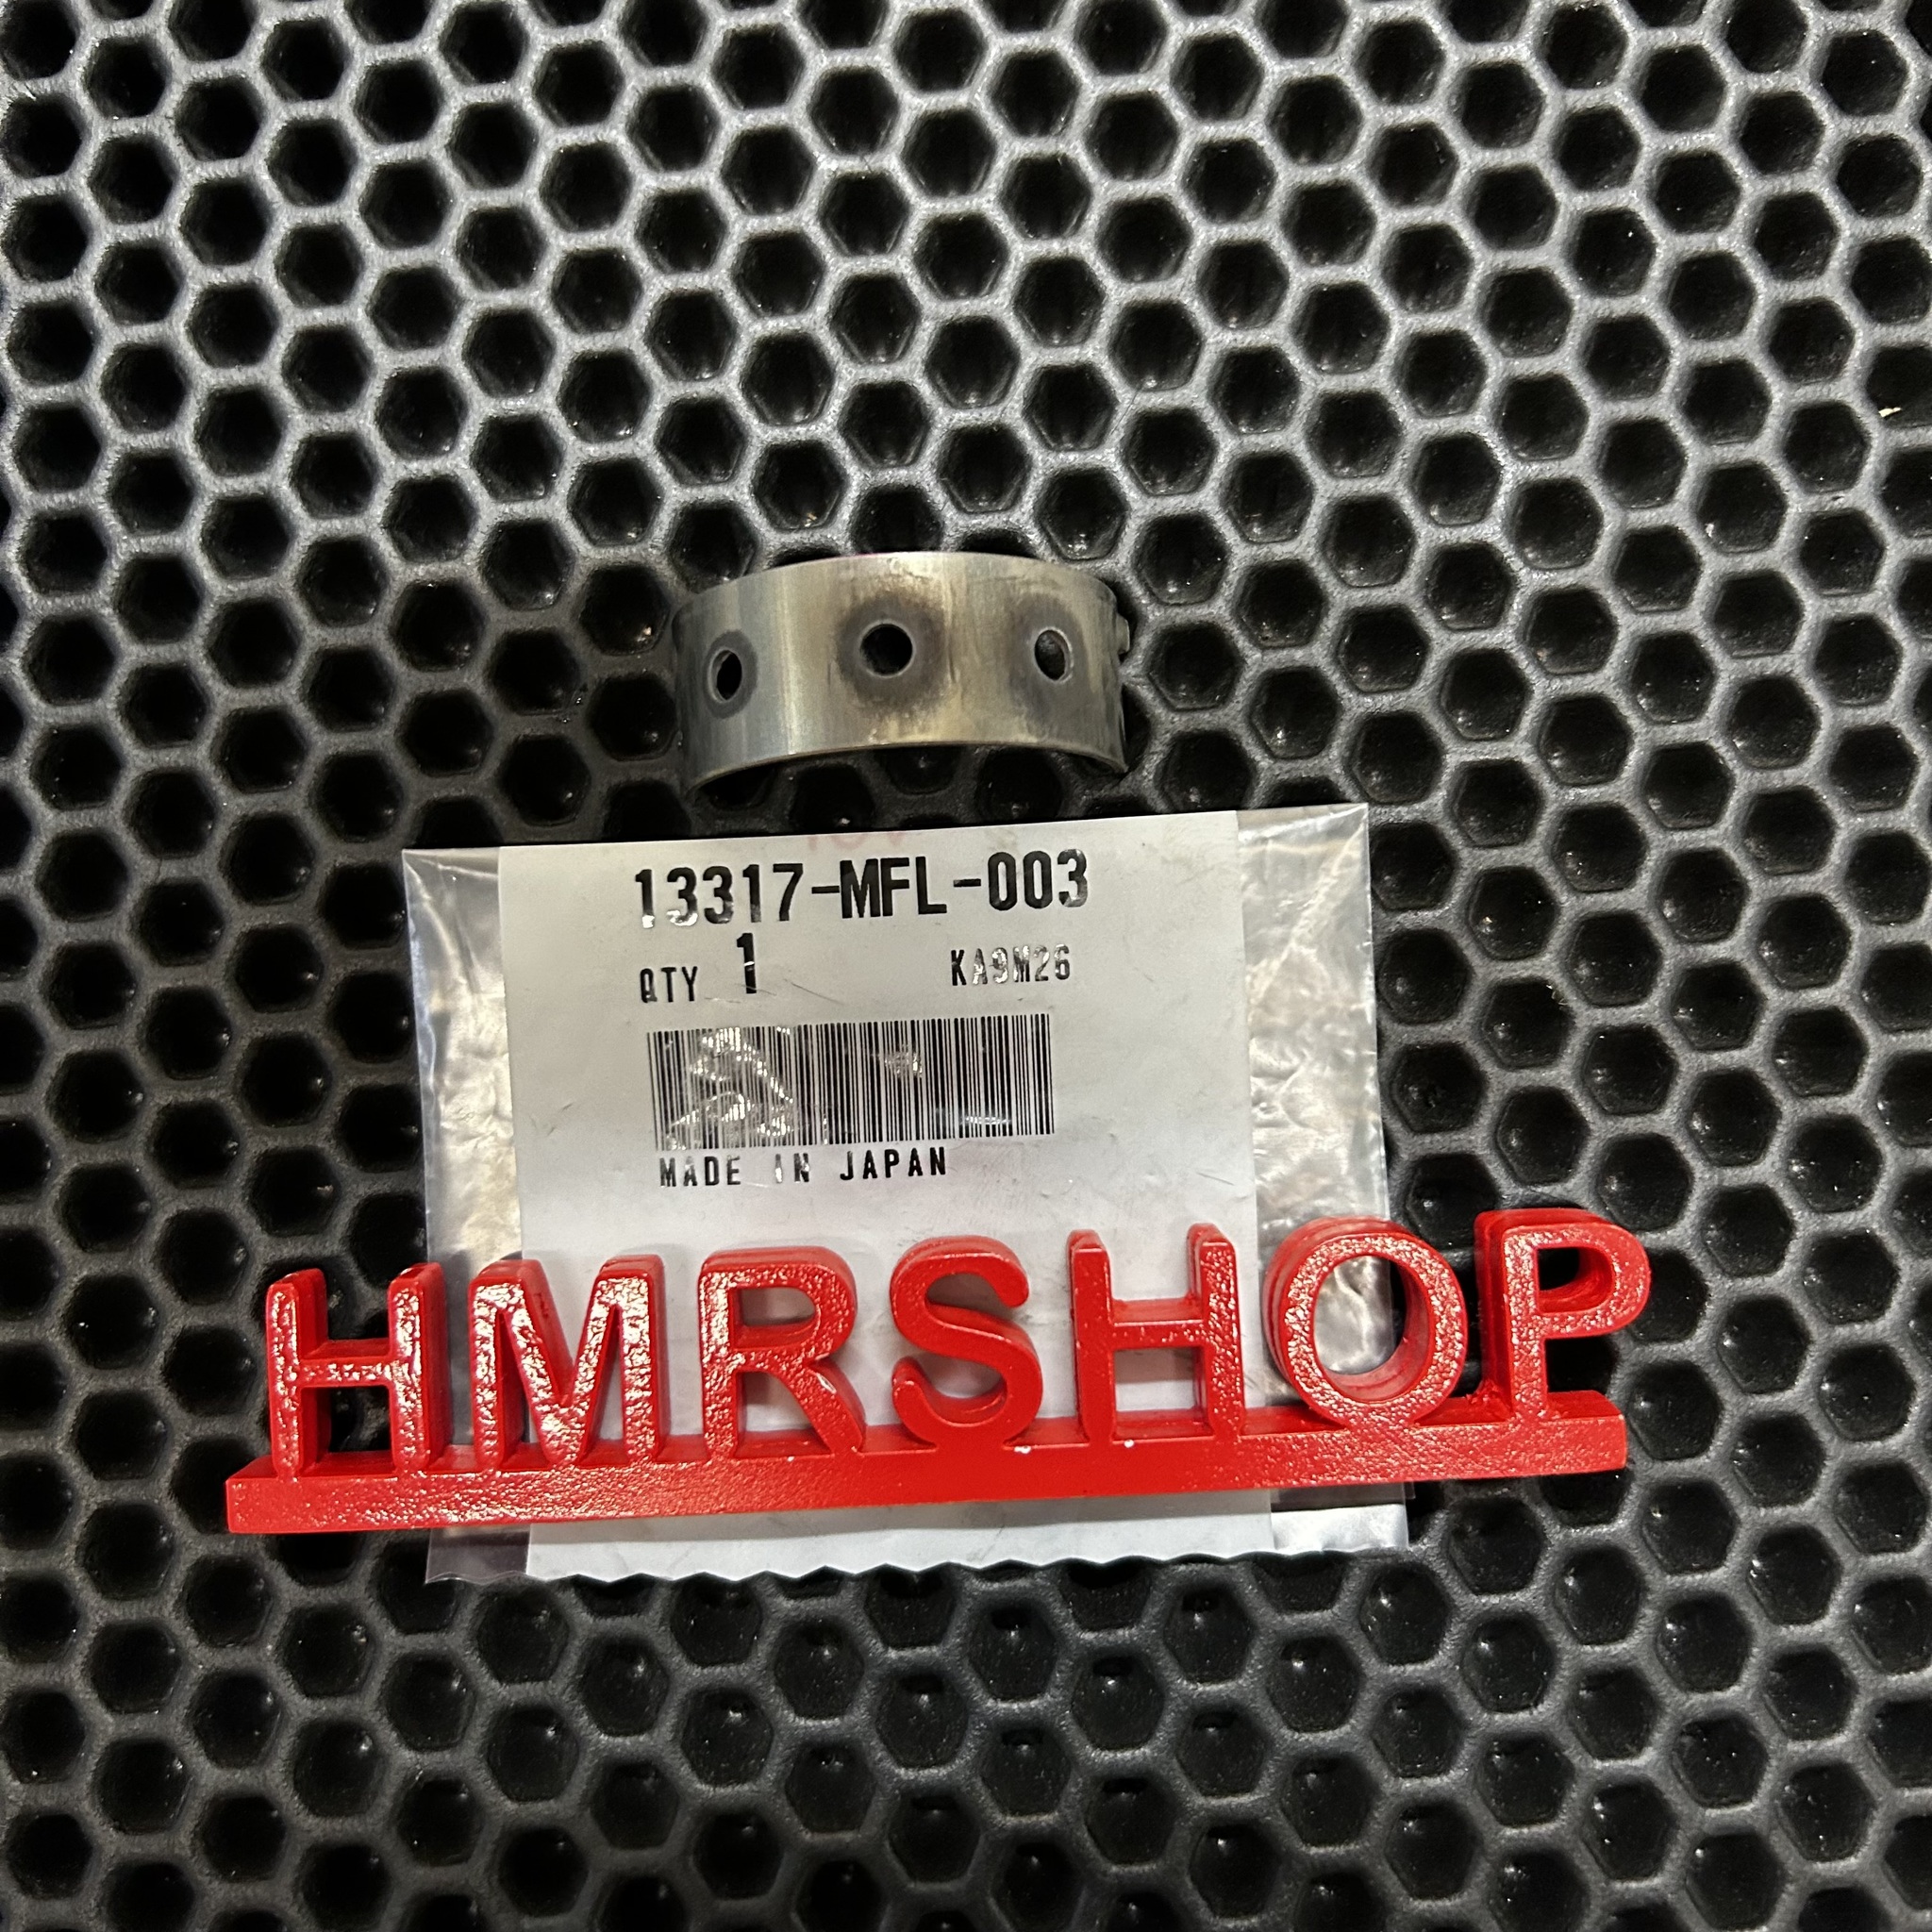 13317-MFL-003
QTY 1 KA9M26
MADE IN JAPAN
HMRSHOP